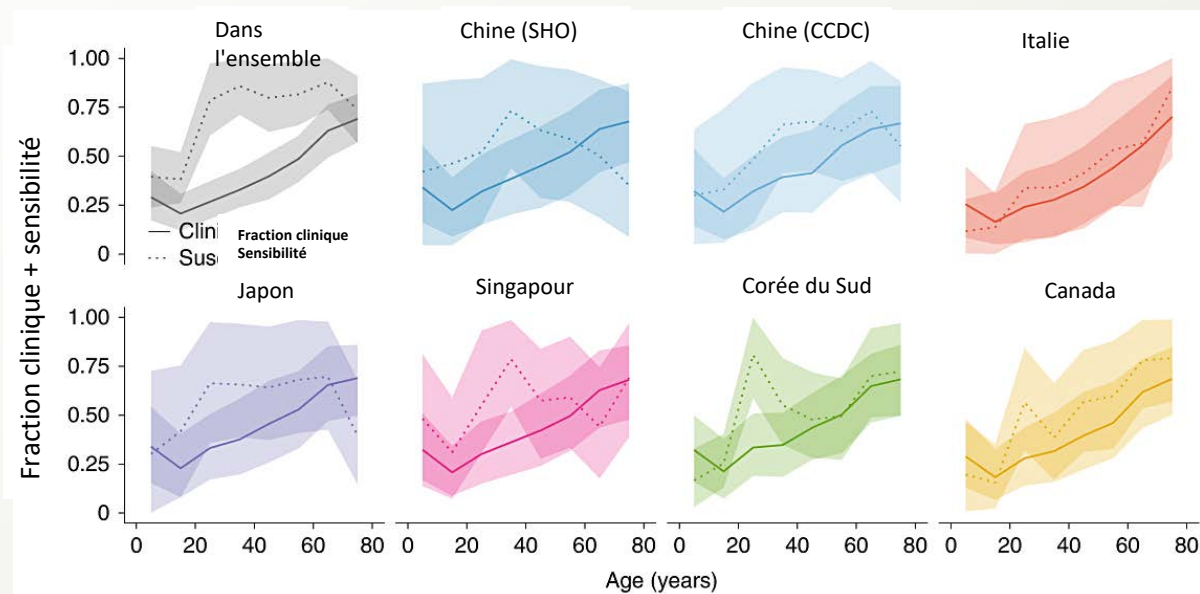 Dans
l'ensemble
Chine (SHO)
Chine (CCDC)
Italie
Fraction clinique + sensibilité
1.00
0.75
0.50
0.25
0
Clini
Sus
Fraction clinique
Sensibilité
Japon
Singapour
Corée du Sud
Canada
1.00
0.75
0.50
0.25
0
0 20 40 60 80
0 20 40 60 80
0 20 40 60 80
0 20 40 60 80
Age (years)